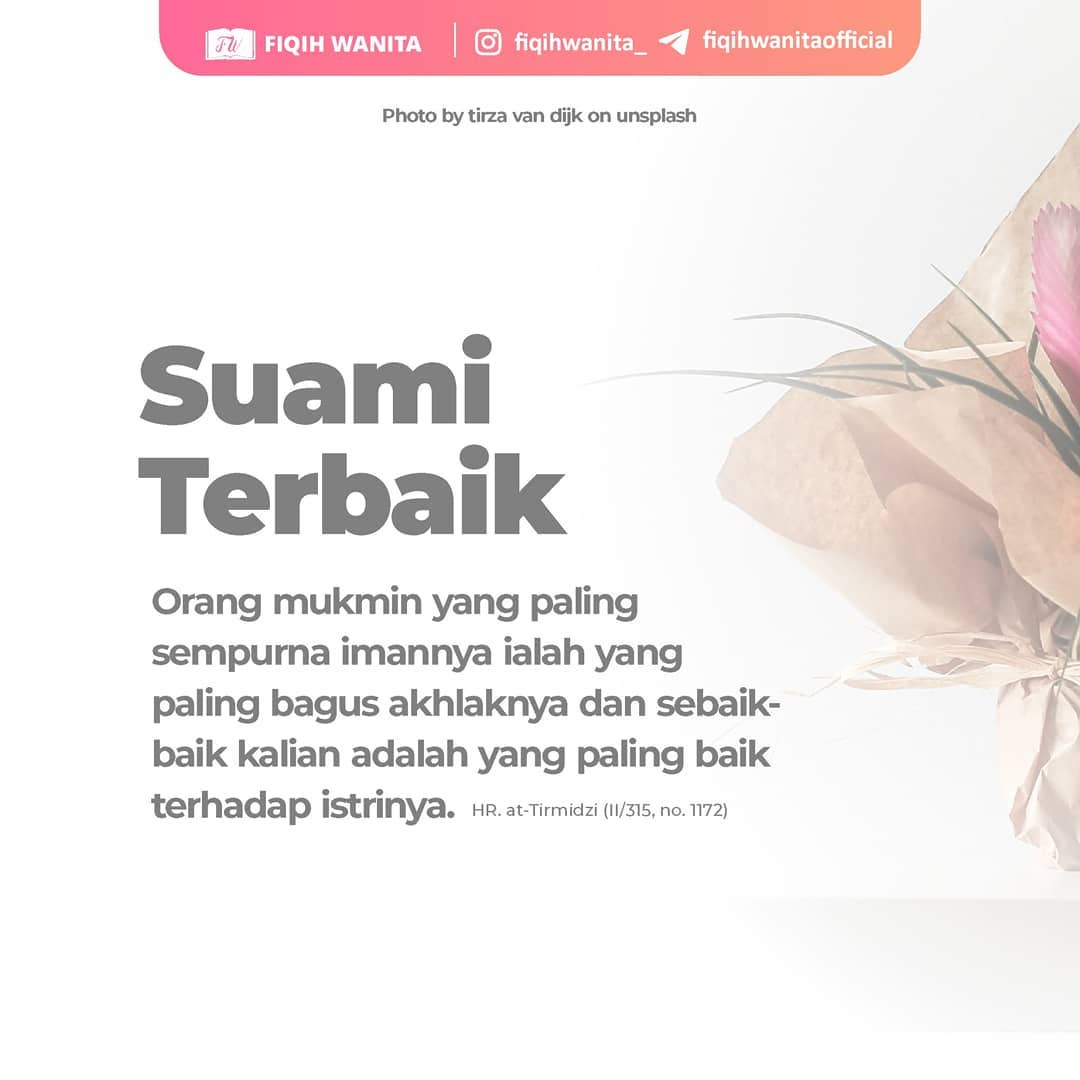 FIQIH WANITA fiqihwanita_ fiqihwanitaofficial
Photo by tirza van dijk on unsplash
Suami
Terbaik
Orang mukmin yang paling
sempurna imannya ialah yang
paling bagus akhlaknya dan sebaik-
baik kalian adalah yang paling baik
terhadap istrinya. HR. at-Tirmidzi (II/315, no. 1172)